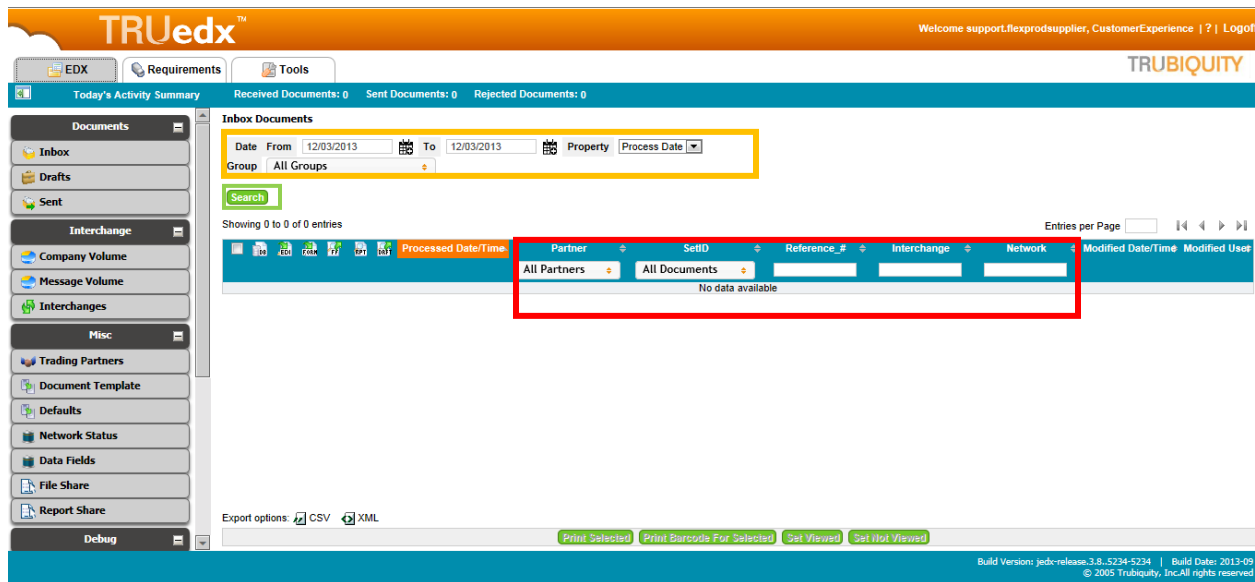 TRUedx™
Welcome support.flexprodsupplier, CustomerExperience | ? | Logoff
EDX Requirements Tools
TRUBIQUITY
Today's Activity Summary Received Documents: 0 Sent Documents: 0 Rejected Documents: 0
Documents
Inbox
Drafts
Sent
Interchange
Company Volume
Message Volume
Interchanges
Misc
Trading Partners
Document Template
Defaults
Network Status
Data Fields
File Share
Report Share
Debug
Inbox Documents
Date From 12/03/2013 To 12/03/2013 Property Process Date
Group All Groups
Search
Showing 0 to 0 of 0 entries
Entries per Page
EDI FORM FF RPT DAFT Processed Date/Time Partner SetID Reference_# Interchange Network Modified Date/Time Modified User
All Partners All Documents
No data available
Export options: CSV XML
Print Selected Print Barcode For Selected Set Viewed Set Not Viewed
Build Version: jedx-release.3.8..5234-5234 | Build Date: 2013-09
© 2005 Trubiquity, Inc.All rights reserved